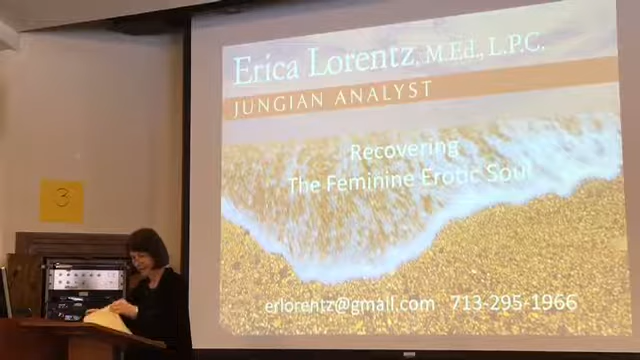 Erica Lorentz, M.Ed., L.P.C.
JUNGIAN ANALYST
Recovering
The Feminine Erotic Soul
erlorentz@gmail.com 713-295-1966
3